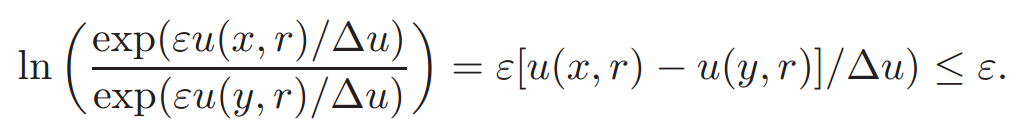 ln ( exp(εu(x, r)/Δu) / exp(εu(y, r)/Δu) ) = ε[u(x, r) − u(y, r)]/Δu) ≤ ε.